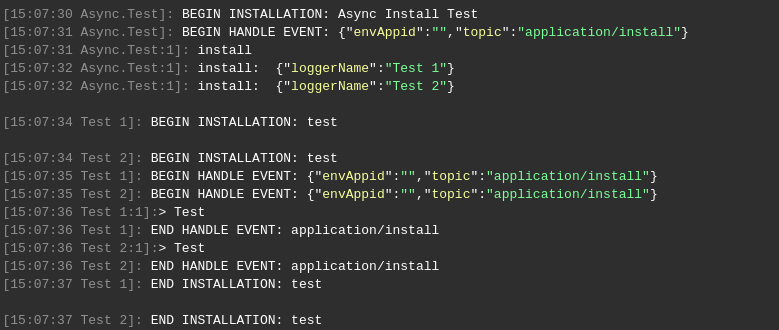 [15:07:30 Async.Test]: BEGIN INSTALLATION: Async Install Test
[15:07:31 Async.Test]: BEGIN HANDLE EVENT: {"envAppid":"","topic":"application/install"}
[15:07:31 Async.Test:1]: install
[15:07:32 Async.Test:1]: install:  {"loggerName":"Test 1"}
[15:07:32 Async.Test:1]: install:  {"loggerName":"Test 2"}
[15:07:34 Test 1]: BEGIN INSTALLATION: test
[15:07:34 Test 2]: BEGIN INSTALLATION: test
[15:07:35 Test 1]: BEGIN HANDLE EVENT: {"envAppid":"","topic":"application/install"}
[15:07:35 Test 2]: BEGIN HANDLE EVENT: {"envAppid":"","topic":"application/install"}
[15:07:36 Test 1:1]:> Test
[15:07:36 Test 1]: END HANDLE EVENT: application/install
[15:07:36 Test 2:1]:> Test
[15:07:36 Test 2]: END HANDLE EVENT: application/install
[15:07:37 Test 1]: END INSTALLATION: test
[15:07:37 Test 2]: END INSTALLATION: test